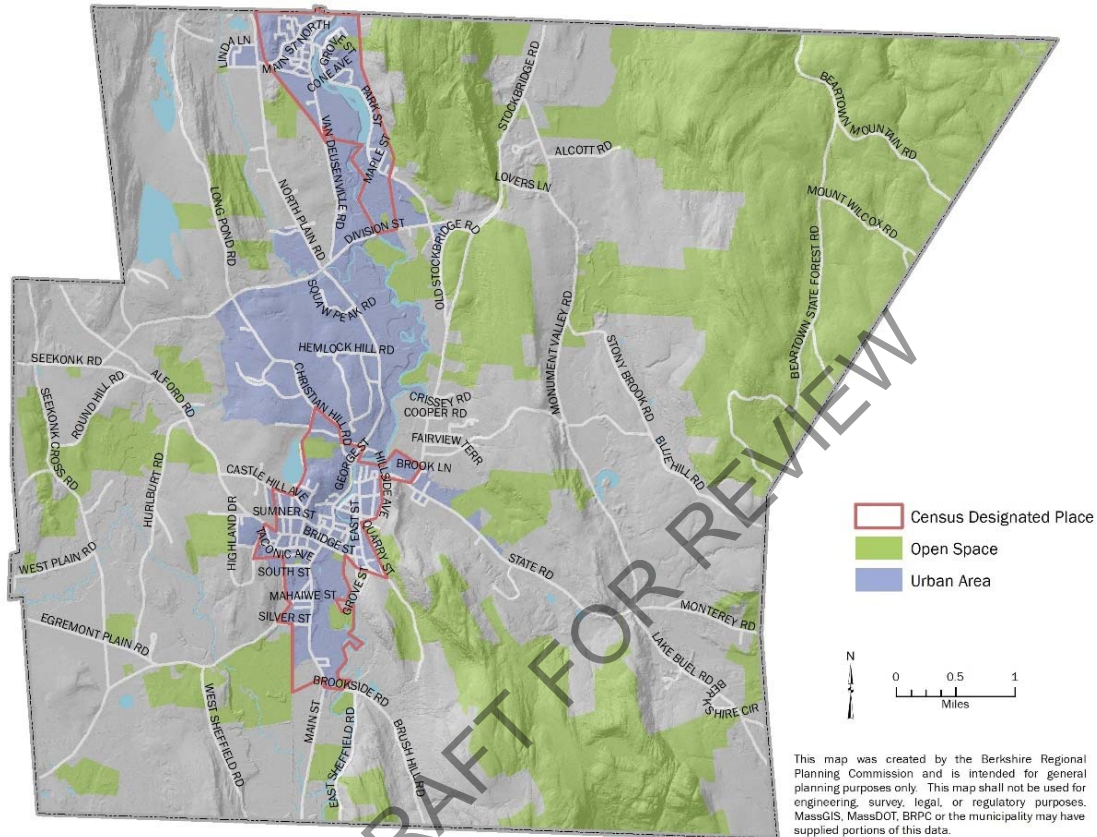 LINDA LN
MAIN ST
NORTH
GROVE ST
CONE AVE
PARK ST
VAN DEUSENVILLE RD
MAPLE ST
STOCKBRIDGE RD
ALCOTT RD
LOVERS LN
BEARTOWN MOUNTAIN RD
MOUNT WILCOX RD
LONG POND RD
NORTH PLAIN RD
DIVISION ST
OLD STOCKBRIDGE RD
BEARTOWN STATE FOREST RD
SQUAW PEAK RD
HEMLOCK HILL RD
MONUMENT VALLEY RD
STONY BROOK RD
SEEKONK RD
ROUND HILL RD
ALFORD RD
SEEKONK CROSS RD
CHRISTIAN HILL RD
CRISSEY RD
COOPER RD
FAIRVIEW TERR
BLUE HILL RD
HURLBURT RD
CASTLE HILL AVE
GEORGE ST
HILLSIDE AVE
BROOK LN
HIGHLAND DR
SUMNER ST
EAST ST
BRIDGE ST
TACONIC AVE
QUARRY ST
STATE RD
SOUTH ST
WEST PLAIN RD
MAHAIWE ST
GROVE ST
SILVER ST
EGREMONT PLAIN RD
MONTEREY RD
LAKE BUEL RD
BERKSHIRE CIR
BROOKSIDE RD
WEST SHEFFIELD RD
MAIN ST
EAST SHEFFIELD RD
BRUSH HILL RD
DRAFT FOR REVIEW
Census Designated Place
Open Space
Urban Area
N
0 0.5 1
Miles
This map was created by the Berkshire Regional
Planning Commission and is intended for general
planning purposes only. This map shall not be used for
engineering, survey, legal, or regulatory purposes.
MassGIS, MassDOT, BRPC or the municipality may have
supplied portions of this data.